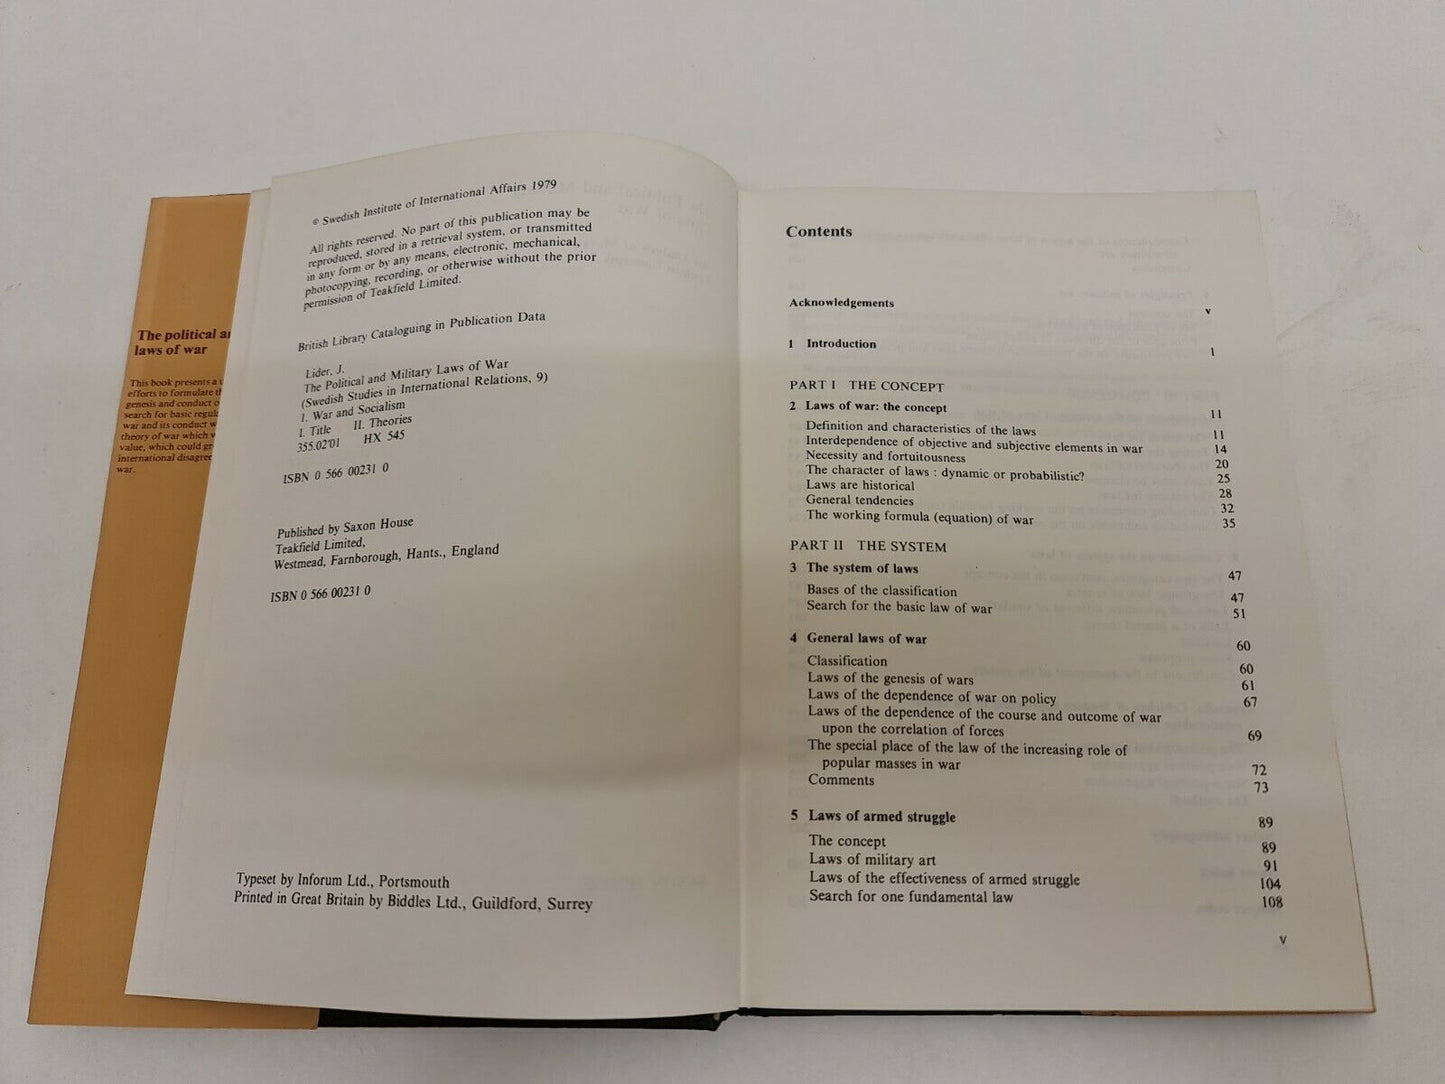 The political a
laws of war
This book presents a
efforts to formulate th
genesis and conduct o
search for basic regula
war and its conduct w
theory of war which
value, which could gr
international disagree
war.
© Swedish Institute of International Affairs 1979
All rights reserved. No part of this publication may be
reproduced, stored in a retrieval system, or transmitted
in any form or by any means, electronic, mechanical,
photocopying, recording, or otherwise without the prior
permission of Teakfield Limited.
British Library Cataloguing in Publication Data
Lider, J.
The Political and Military Laws of War
(Swedish Studies in International Relations, 9)
1. War and Socialism
I. Title II. Theories
355.02'01 HX 545
ISBN 0 566 00231 0
Published by Saxon House
Teakfield Limited,
Westmead, Farnborough, Hants., England
ISBN 0 566 00231 0
Typeset by Inforum Ltd., Portsmouth
Printed in Great Britain by Biddles Ltd., Guildford, Surrey
Contents
Acknowledgements v
1 Introduction 1
PART I THE CONCEPT
2 Laws of war: the concept 11
Definition and characteristics of the laws 11
Interdependence of objective and subjective elements in war 14
Necessity and fortuitousness 20
The character of laws : dynamic or probabilistic? 25
Laws are historical 28
General tendencies 32
The working formula (equation) of war 35
PART II THE SYSTEM
3 The system of laws 47
Bases of the classification 47
Search for the basic law of war 51
4 General laws of war 60
Classification 60
Laws of the genesis of wars 61
Laws of the dependence of war on policy 67
Laws of the dependence of the course and outcome of war
upon the correlation of forces 69
The special place of the law of the increasing role of
popular masses in war 72
Comments 73
5 Laws of armed struggle 89
The concept 89
Laws of military art 91
Laws of the effectiveness of armed struggle 104
Search for one fundamental law 108
v